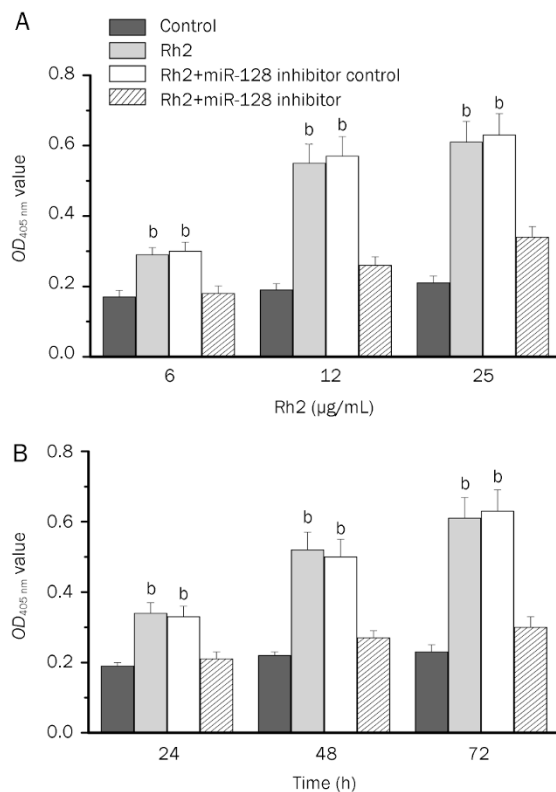 A
Control
Rh2
Rh2+miR-128 inhibitor control
Rh2+miR-128 inhibitor
0.8
0.6
0.4
0.2
0.0
OD405 nm value
b b
b b
b b
6 12 25
Rh2 (µg/mL)
B
0.8
0.6
0.4
0.2
0.0
OD405 nm value
b b
b b
b b
24 48 72
Time (h)